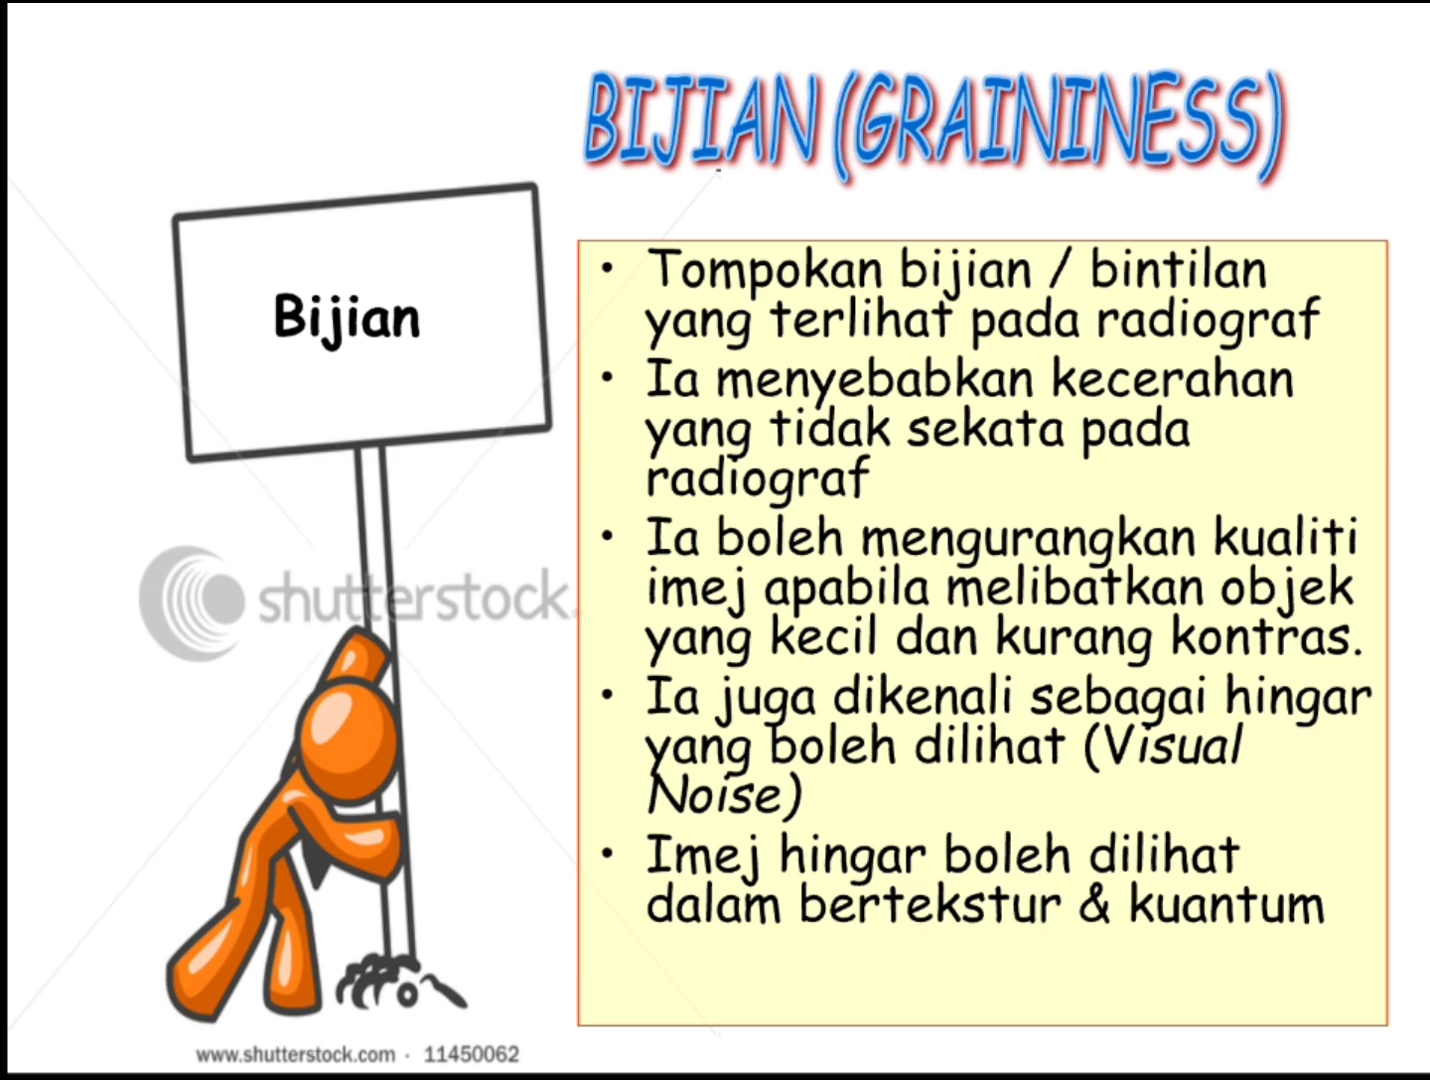 BIJIAN (GRAININESS)
Bijian
• Tompokan bijian / bintilan
yang terlihat pada radiograf
• Ia menyebabkan kecerahan
yang tidak sekata pada
radiograf
• Ia boleh mengurangkan kualiti
imej apabila melibatkan objek
yang kecil dan kurang kontras.
• Ia juga dikenali sebagai hingar
yang boleh dilihat (Visual
Noise)
• Imej hingar boleh dilihat
dalam bertekstur & kuantum
shutterstock.
www.shutterstock.com · 11450062